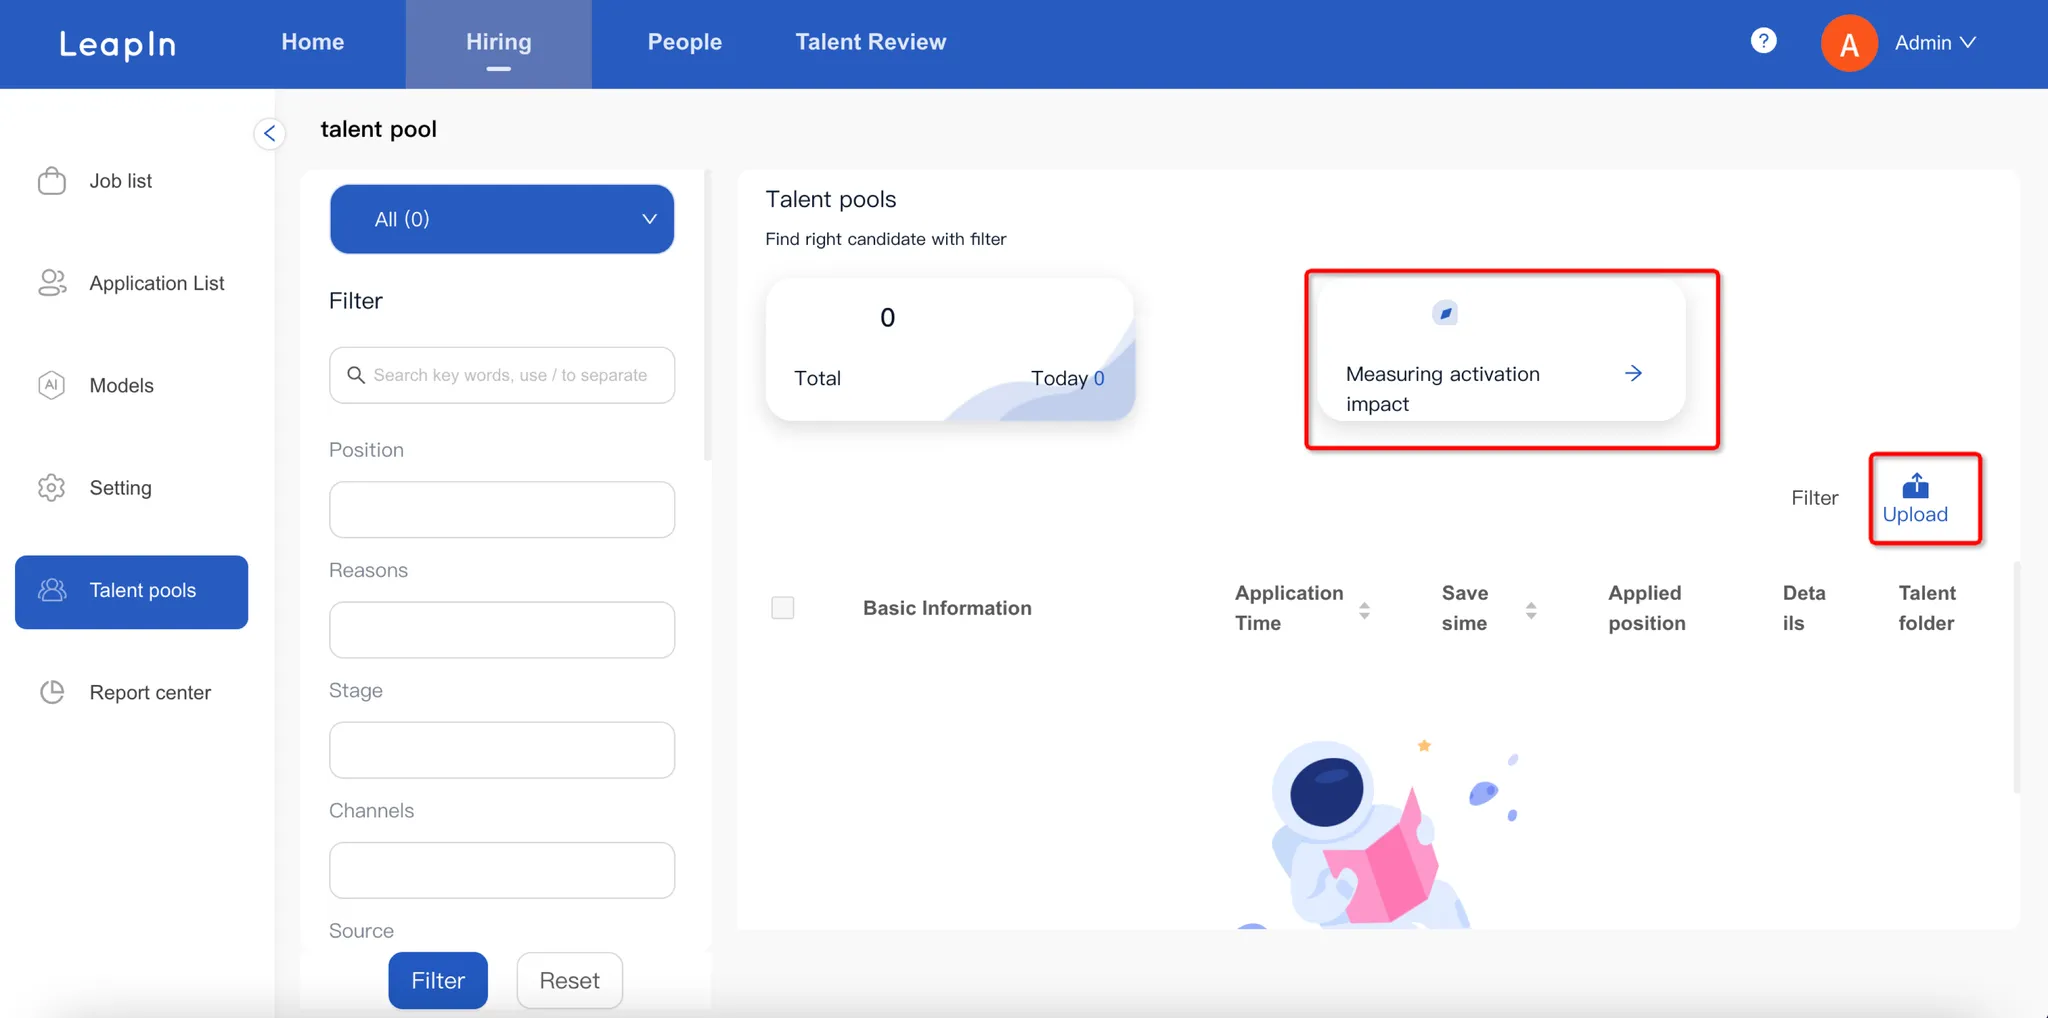 LeapIn
Home
Hiring
People
Talent Review
?
A
Admin
Job list
Application List
AI
Models
Setting
Talent pools
Report center
talent pool
All (0)
Filter
Search key words, use / to separate
Position
Reasons
Stage
Channels
Source
Filter
Reset
Talent pools
Find right candidate with filter
0
Total
Today 0
Measuring activation
impact
Filter
Upload
Basic Information
Application
Time
Save
sime
Applied
position
Deta
ils
Talent
folder